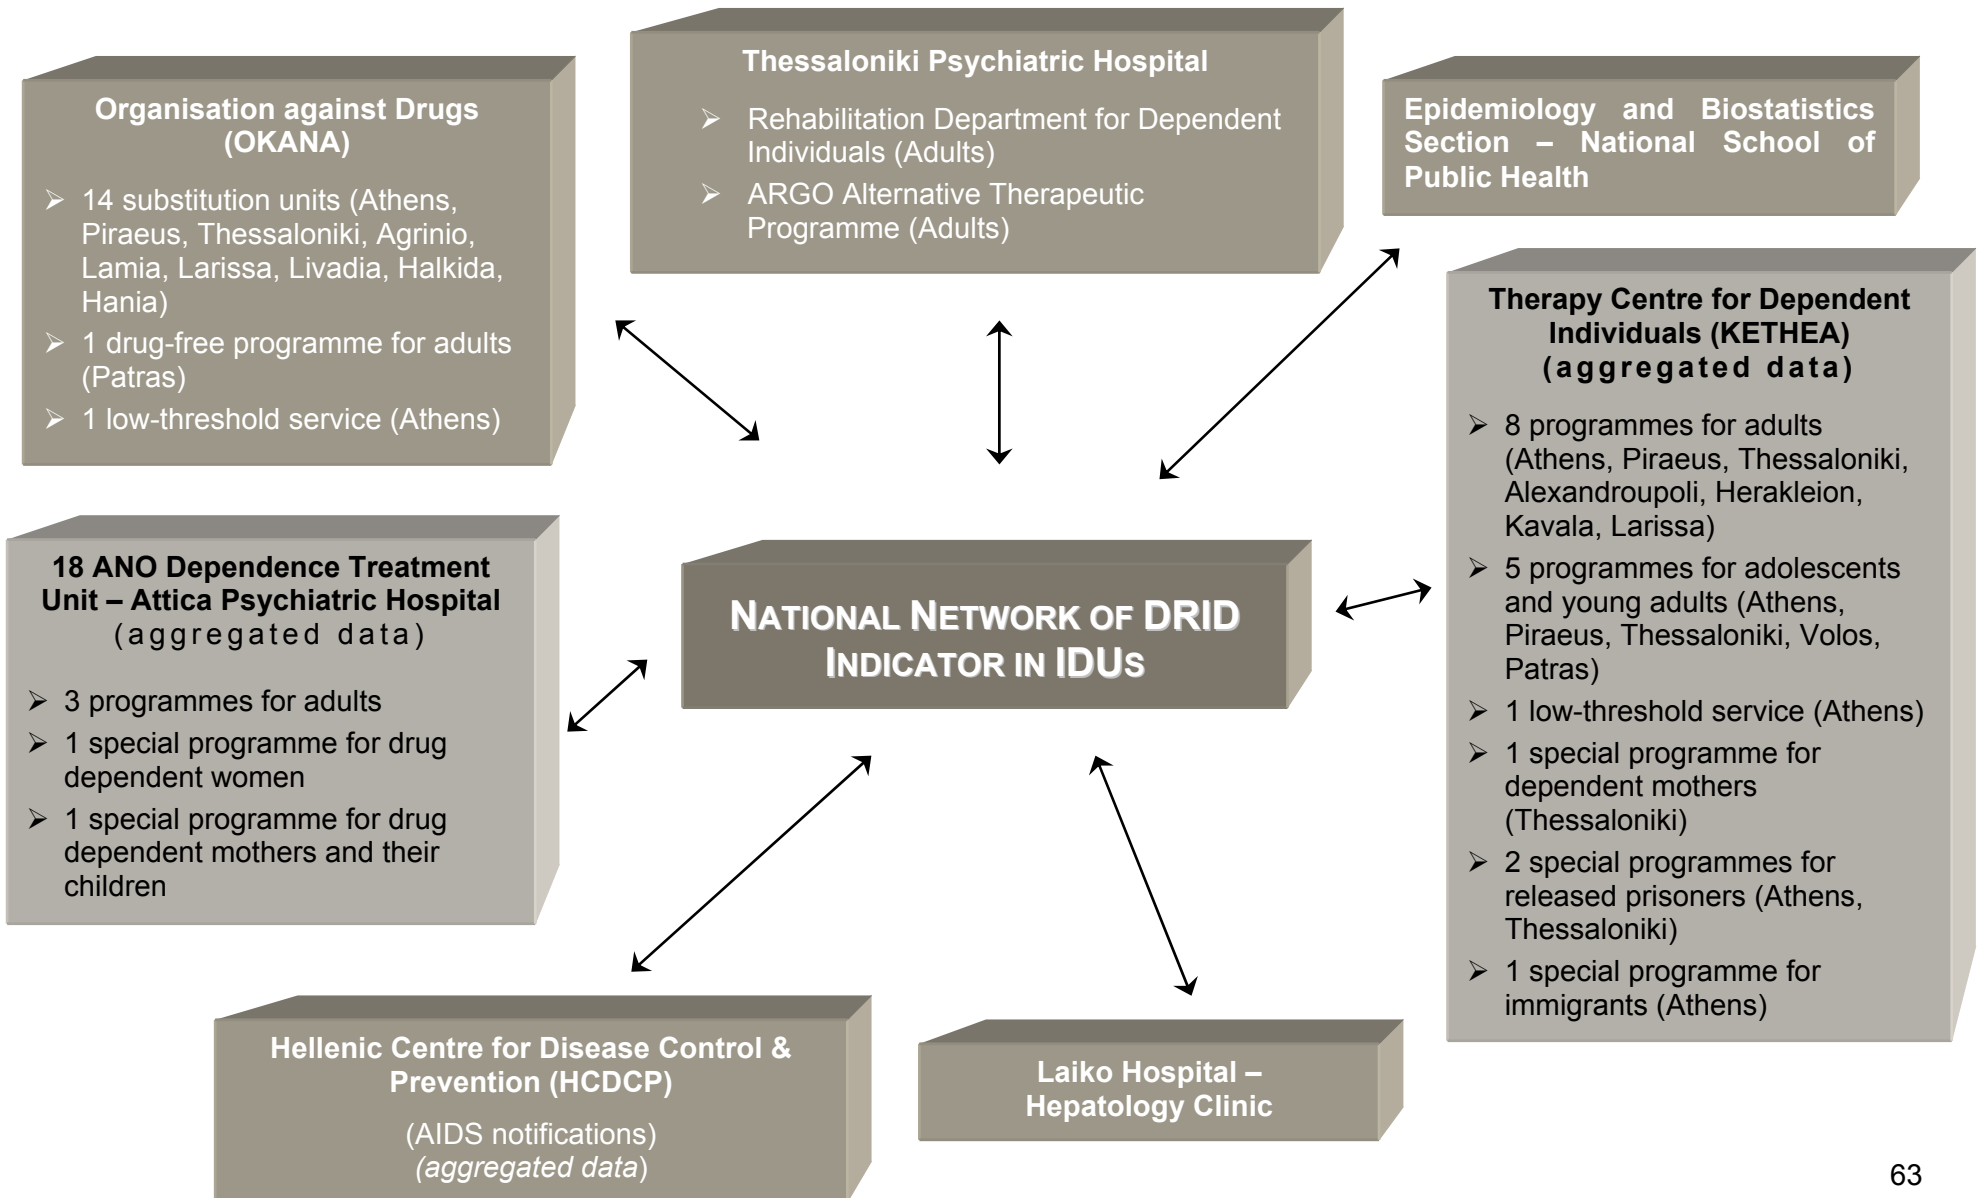 Organisation against Drugs
(OKANA)
➢ 14 substitution units (Athens,
Piraeus, Thessaloniki, Agrinio,
Lamia, Larissa, Livadia, Halkida,
Hania)
➢ 1 drug-free programme for adults
(Patras)
➢ 1 low-threshold service (Athens)
Thessaloniki Psychiatric Hospital
➢ Rehabilitation Department for Dependent
Individuals (Adults)
➢ ARGO Alternative Therapeutic
Programme (Adults)
Epidemiology and Biostatistics
Section – National School of
Public Health
Therapy Centre for Dependent
Individuals (KETHEA)
(aggregated data)
➢ 8 programmes for adults
(Athens, Piraeus, Thessaloniki,
Alexandroupoli, Herakleion,
Kavala, Larissa)
➢ 5 programmes for adolescents
and young adults (Athens,
Piraeus, Thessaloniki, Volos,
Patras)
➢ 1 low-threshold service (Athens)
➢ 1 special programme for
dependent mothers
(Thessaloniki)
➢ 2 special programmes for
released prisoners (Athens,
Thessaloniki)
➢ 1 special programme for
immigrants (Athens)
18 ANO Dependence Treatment
Unit – Attica Psychiatric Hospital
(aggregated data)
➢ 3 programmes for adults
➢ 1 special programme for drug
dependent women
➢ 1 special programme for drug
dependent mothers and their
children
NATIONAL NETWORK OF DRID
INDICATOR IN IDUS
Hellenic Centre for Disease Control &
Prevention (HCDCP)
(AIDS notifications)
(aggregated data)
Laiko Hospital –
Hepatology Clinic
63